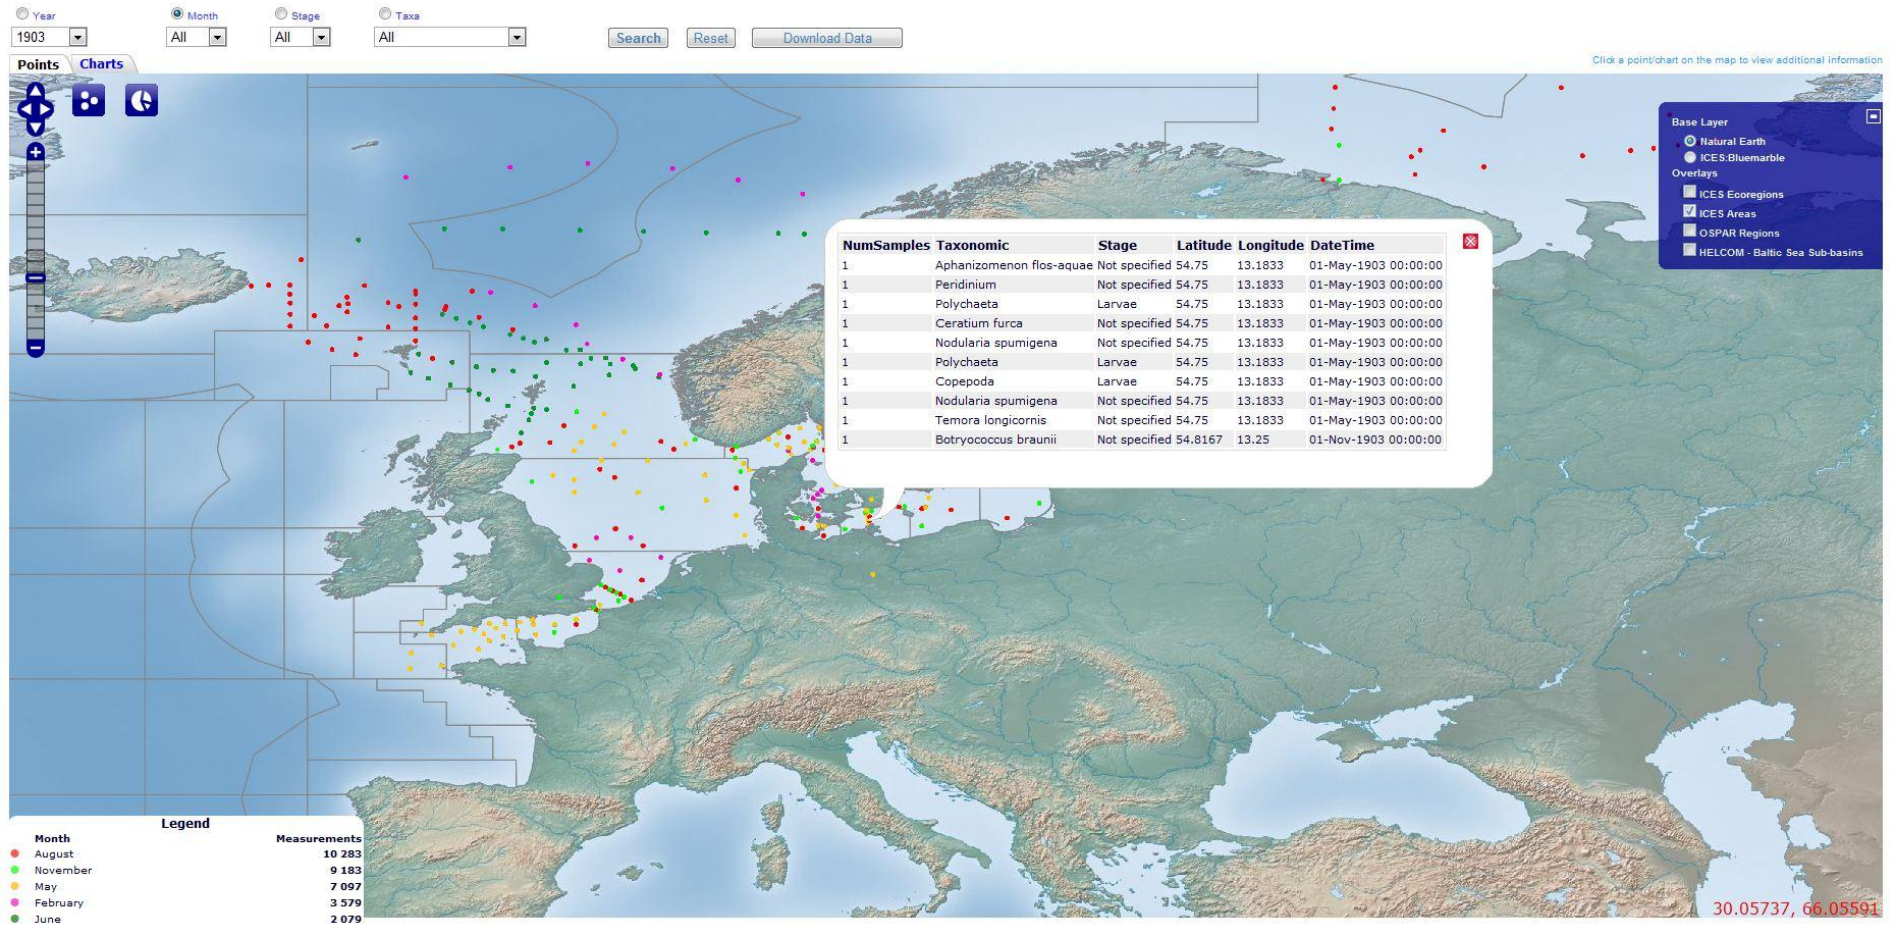 Year Month Stage Taxa
1903 All All All Search Reset Download Data
Points Charts
Click a point/chart on the map to view additional information
Base Layer
Natural Earth
ICES:Bluemarble
Overlays
ICES Ecoregions
ICES Areas
OSPAR Regions
HELCOM - Baltic Sea Sub-basins
NumSamples Taxonomic Stage Latitude Longitude DateTime
1 Aphanizomenon flos-aquae Not specified 54.75 13.1833 01-May-1903 00:00:00
1 Peridinium Not specified 54.75 13.1833 01-May-1903 00:00:00
1 Polychaeta Larvae 54.75 13.1833 01-May-1903 00:00:00
1 Ceratium furca Not specified 54.75 13.1833 01-May-1903 00:00:00
1 Nodularia spumigena Not specified 54.75 13.1833 01-May-1903 00:00:00
1 Polychaeta Larvae 54.75 13.1833 01-May-1903 00:00:00
1 Copepoda Larvae 54.75 13.1833 01-May-1903 00:00:00
1 Nodularia spumigena Not specified 54.75 13.1833 01-May-1903 00:00:00
1 Temora longicornis Not specified 54.75 13.1833 01-May-1903 00:00:00
1 Botryococcus braunii Not specified 54.8167 13.25 01-Nov-1903 00:00:00
Legend
Month Measurements
August 10 283
November 9 183
May 7 097
February 3 579
June 2 079
30.05737, 66.05591